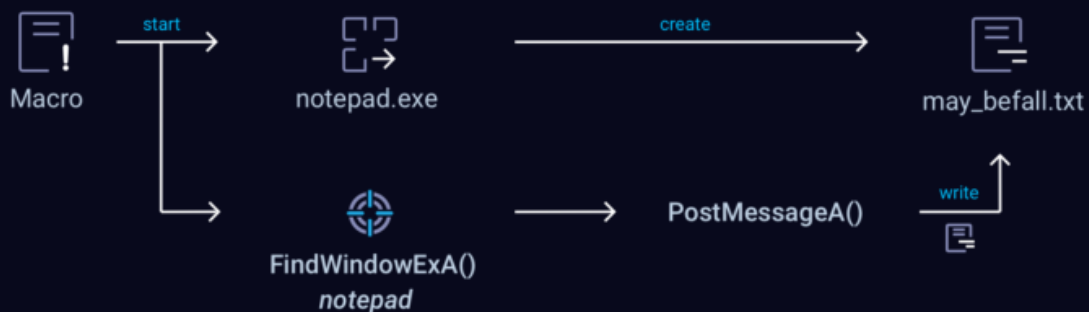 start
create
Macro
notepad.exe
may_befall.txt
write
PostMessageA()
FindWindowExA()
notepad